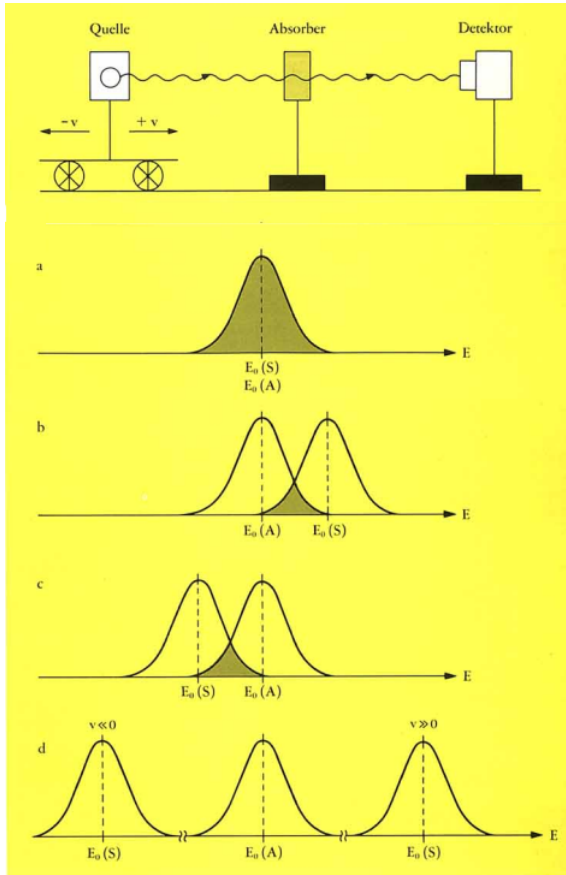 Quelle Absorber Detektor
−v +v
a
E
E₀(S)
E₀(A)
b
E
E₀(A) E₀(S)
c
E
E₀(S) E₀(A)
v≪0 v≫0
d
E
E₀(S) E₀(A) E₀(S)